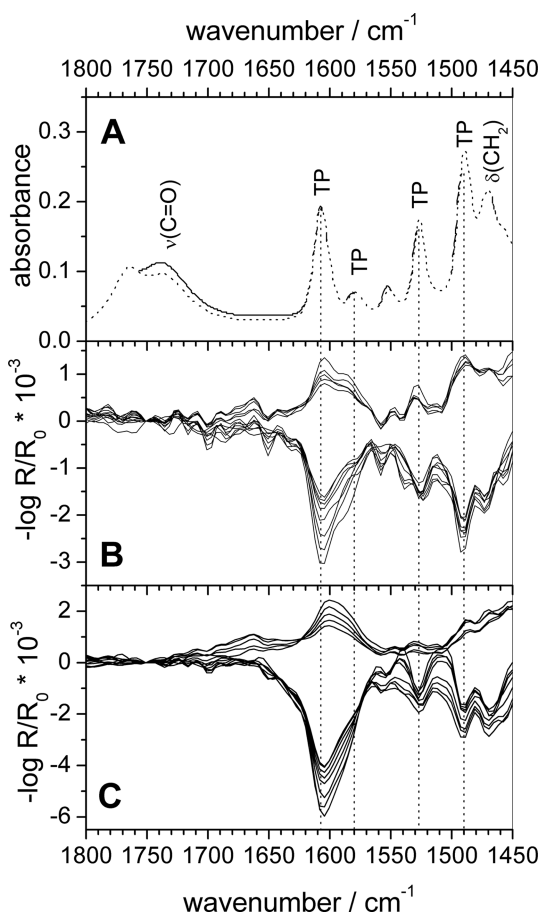 wavenumber / cm⁻¹
1800 1750 1700 1650 1600 1550 1500 1450
A
0.3
0.2
0.1
0.0
absorbance
ν(C=O)
TP
TP
TP
TP
δ(CH₂)
1
0
-1
-2
-3
-log R/R₀ * 10⁻³
B
2
0
-2
-4
-6
-log R/R₀ * 10⁻³
C
1800 1750 1700 1650 1600 1550 1500 1450
wavenumber / cm⁻¹